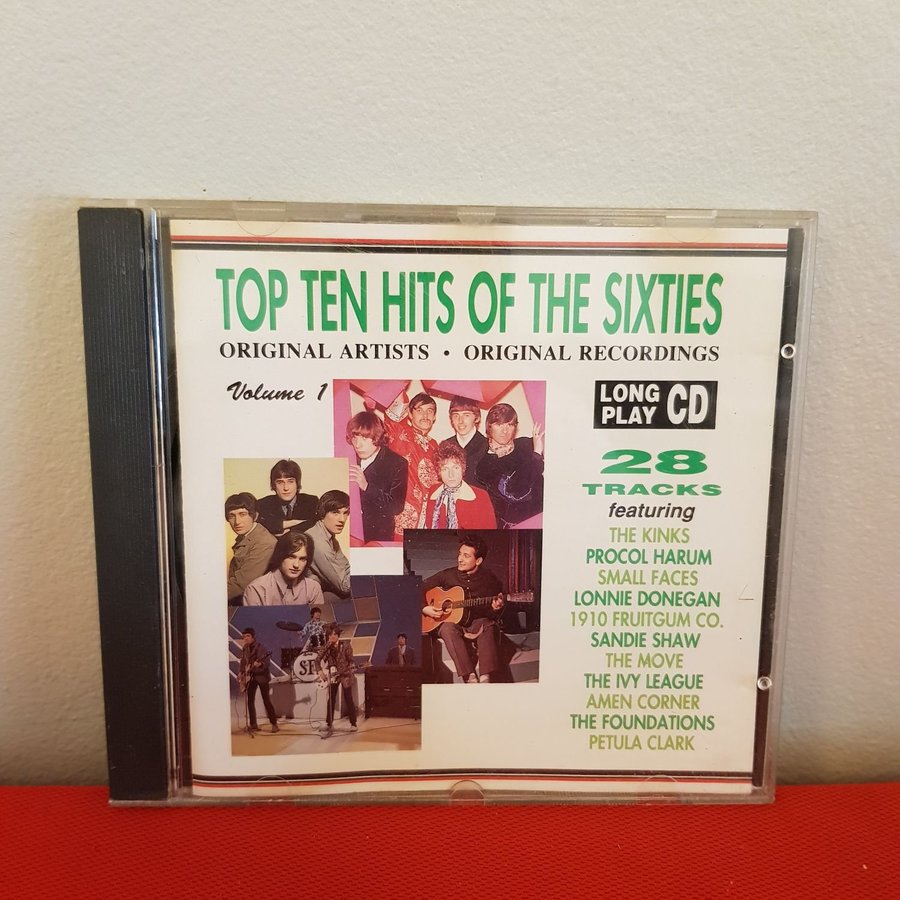 TOP TEN HITS OF THE SIXTIES
ORIGINAL ARTISTS • ORIGINAL RECORDINGS
Volume 1
LONG PLAY CD
28
TRACKS
featuring
THE KINKS
PROCOL HARUM
SMALL FACES
LONNIE DONEGAN
1910 FRUITGUM CO.
SANDIE SHAW
THE MOVE
THE IVY LEAGUE
AMEN CORNER
THE FOUNDATIONS
PETULA CLARK